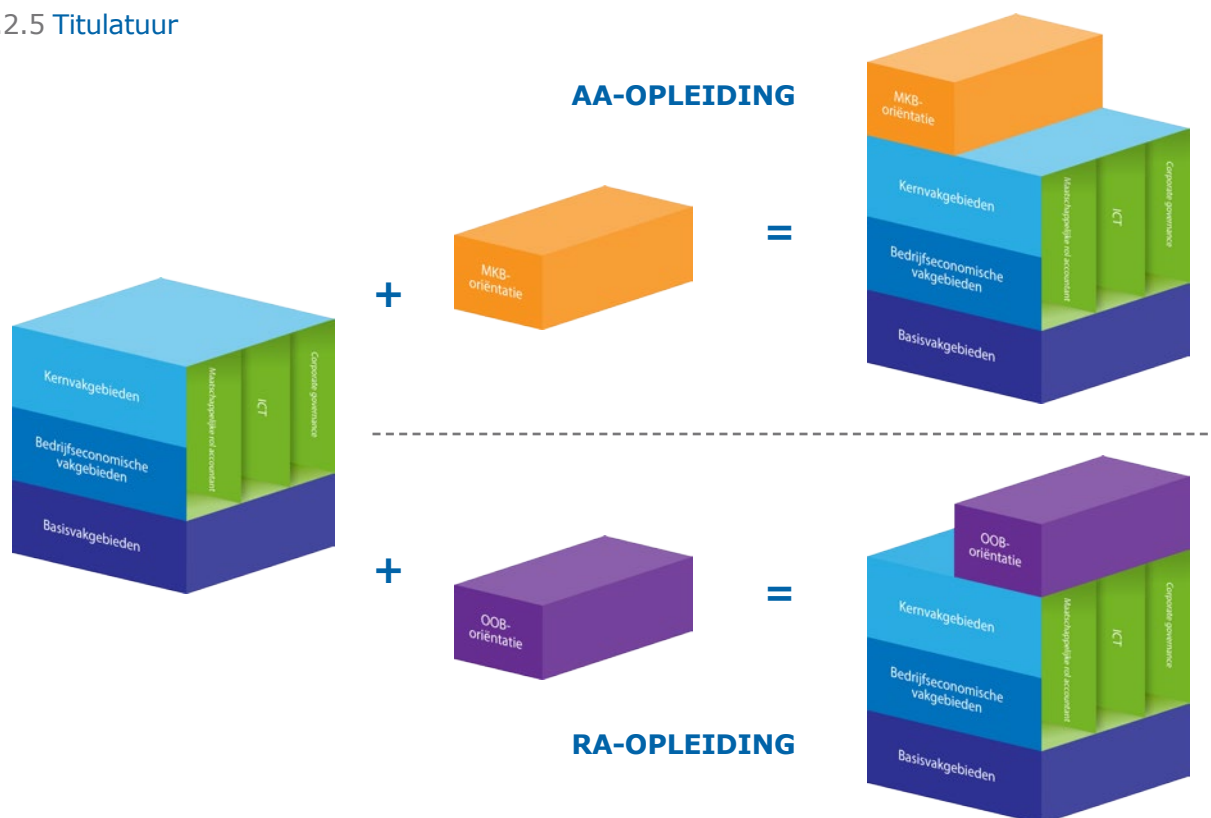 .2.5 Titulatuur
AA-OPLEIDING
MKB-
oriëntatie
Kernvakgebieden
Bedrijfseconomische
vakgebieden
Basisvakgebieden
Maatschappelijke rol accountant
ICT
Corporate governance
+
MKB-
oriëntatie
=
Kernvakgebieden
Bedrijfseconomische
vakgebieden
Basisvakgebieden
Maatschappelijke rol accountant
ICT
Corporate governance
+
OOB-
oriëntatie
=
OOB-
oriëntatie
Kernvakgebieden
Bedrijfseconomische
vakgebieden
Basisvakgebieden
Maatschappelijke rol accountant
ICT
Corporate governance
RA-OPLEIDING